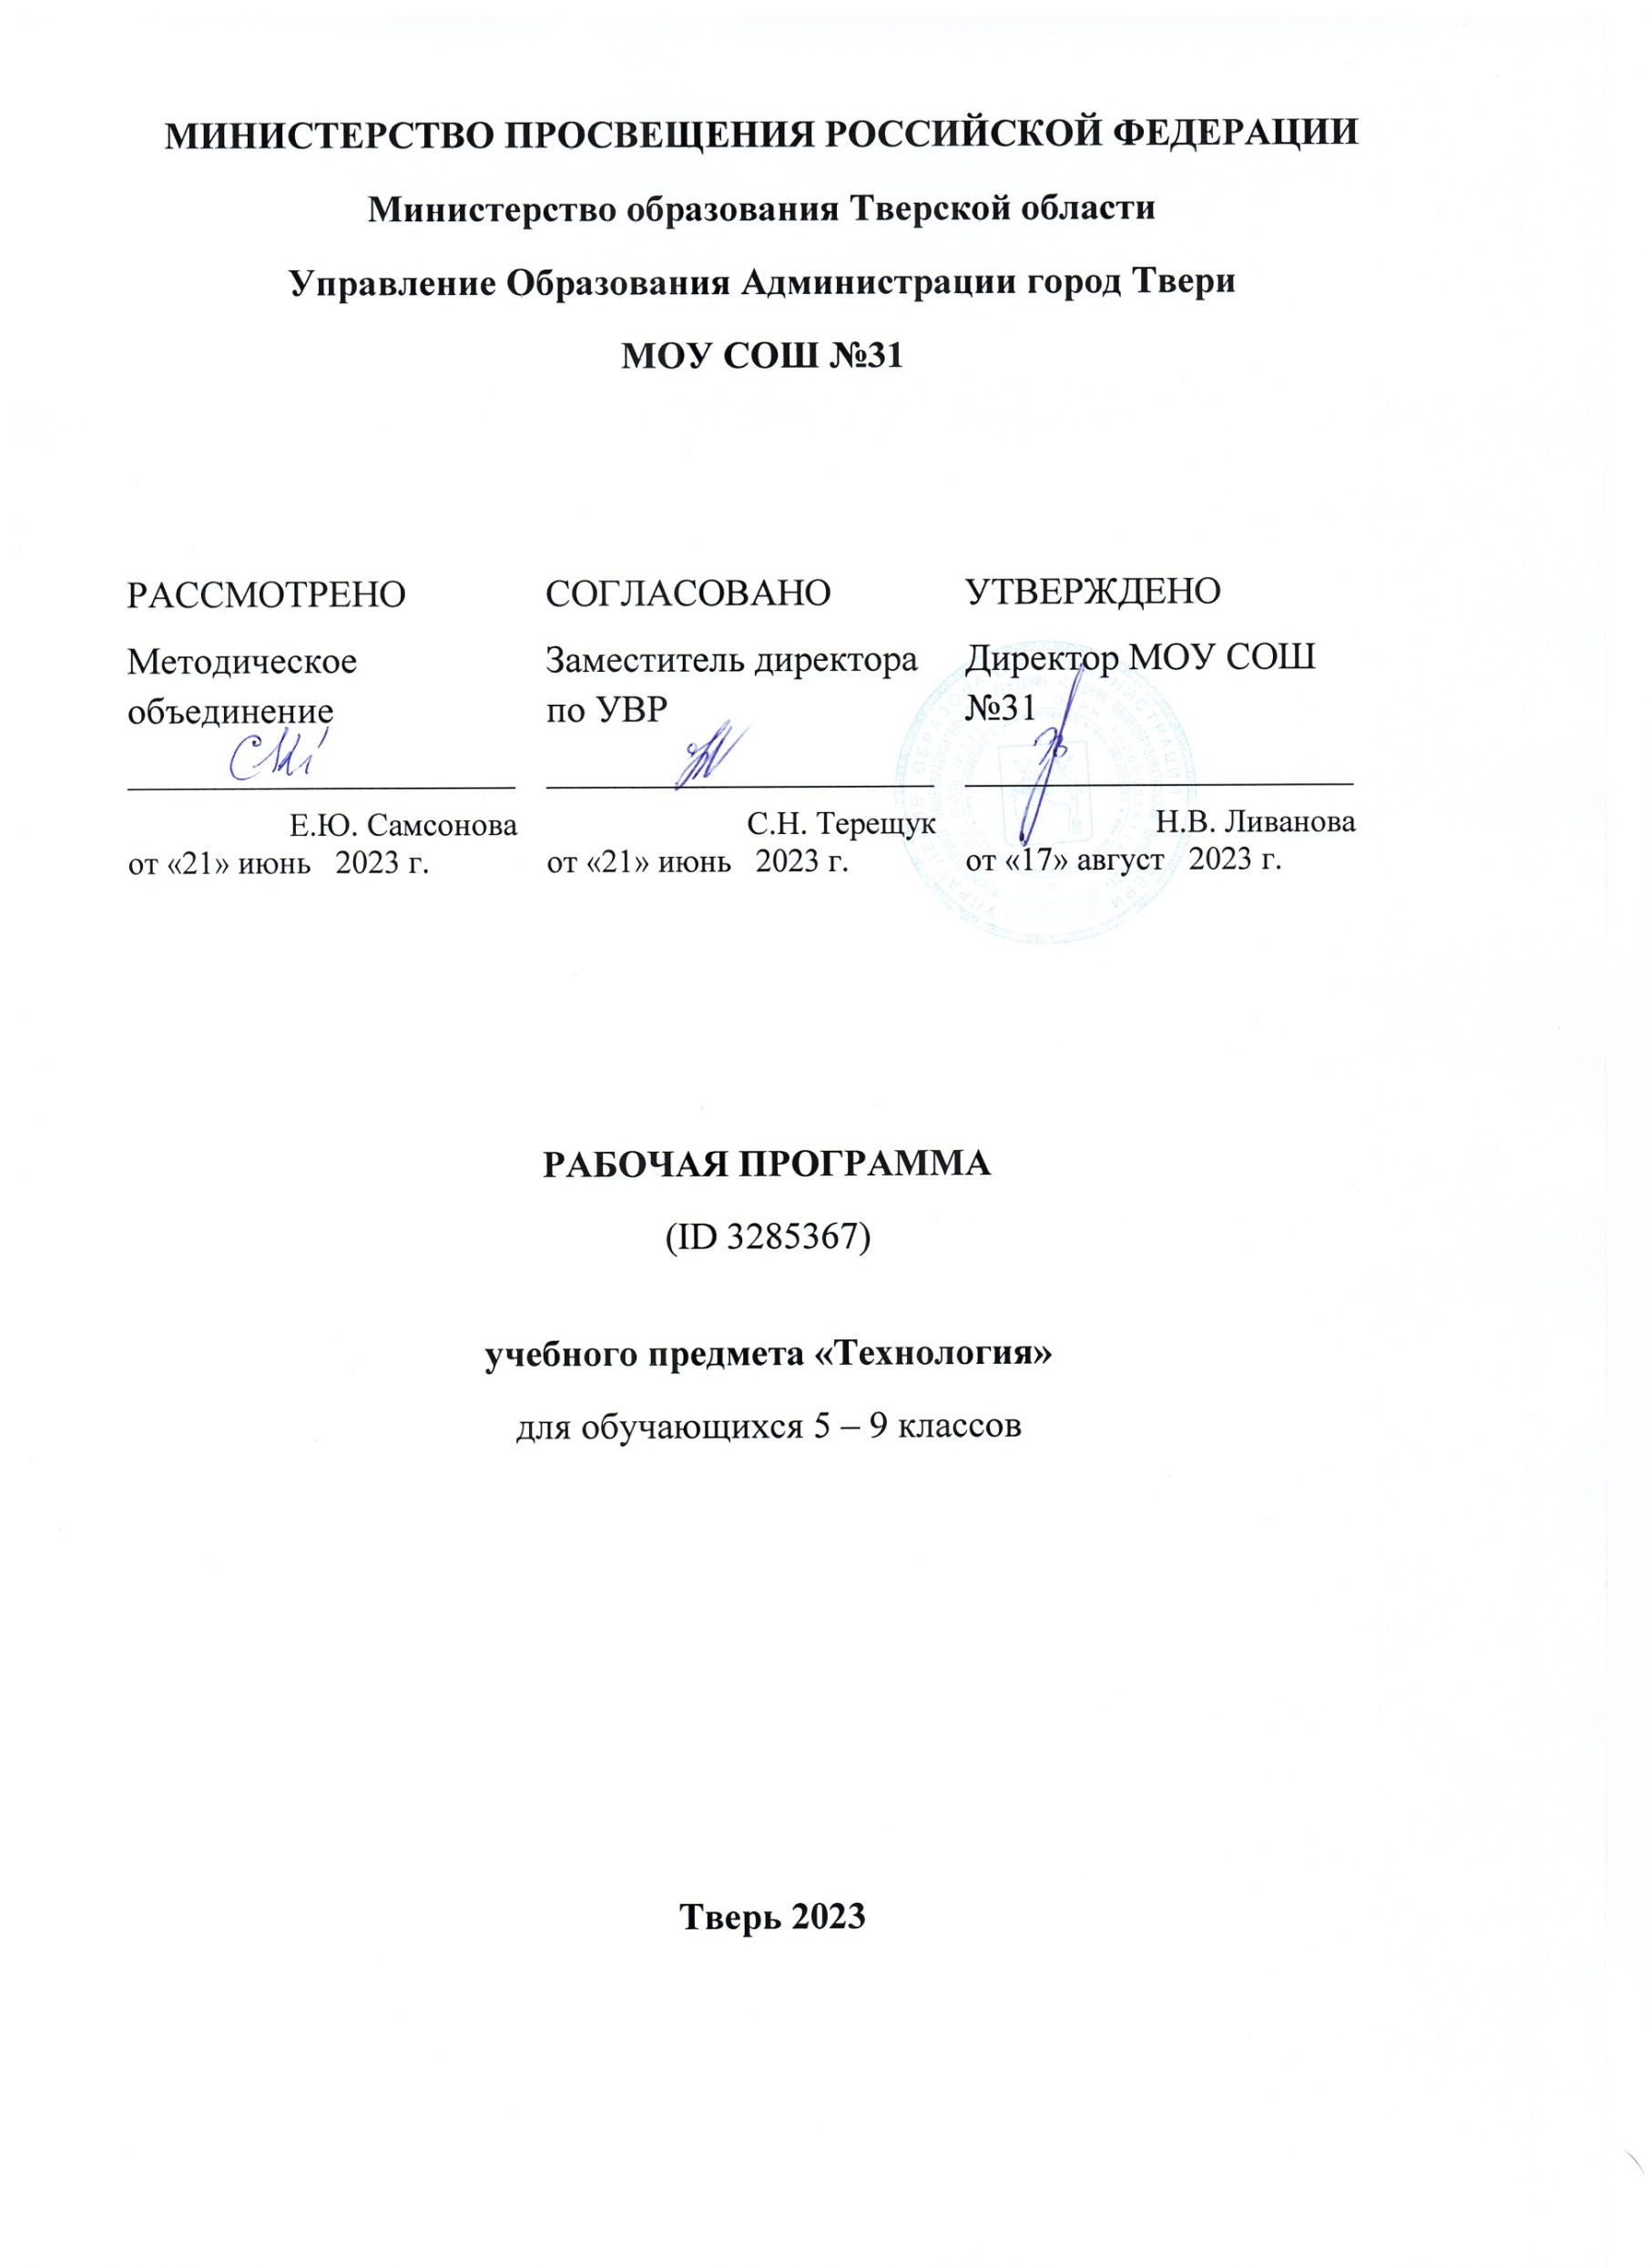 МИНИСТЕРСТВО ПРОСВЕЩЕНИЯ РОССИЙСКОЙ ФЕДЕРАЦИИ
Министерство образования Тверской области
Управление Образования Администрации город Твери
МОУ СОШ №31
РАССМОТРЕНО
Методическое
объединение
Е.Ю. Самсонова
от «21» июнь 2023 г.
СОГЛАСОВАНО
Заместитель директора
по УВР
С.Н. Терещук
от «21» июнь 2023 г.
УТВЕРЖДЕНО
Директор МОУ СОШ
№31
Н.В. Ливанова
от «17» август 2023 г.
РАБОЧАЯ ПРОГРАММА
(ID 3285367)
учебного предмета «Технология»
для обучающихся 5 – 9 классов
Тверь 2023